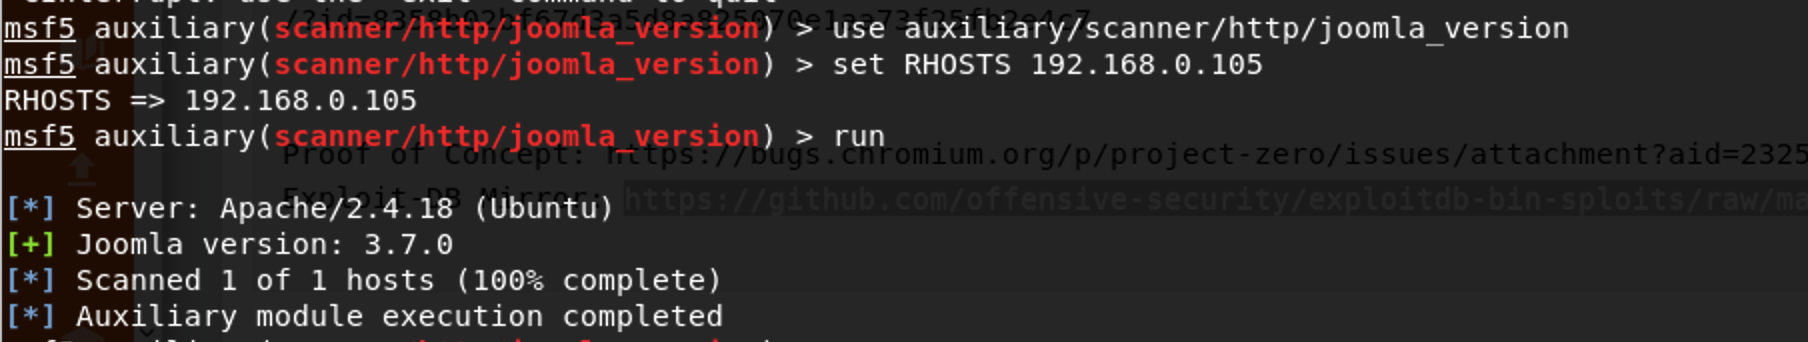 /?id=8358b02bf67d3a5d8a825070e1aa73f25fb2e4c7
msf5 auxiliary(scanner/http/joomla_version) > use auxiliary/scanner/http/joomla_version
msf5 auxiliary(scanner/http/joomla_version) > set RHOSTS 192.168.0.105
RHOSTS => 192.168.0.105
msf5 auxiliary(scanner/http/joomla_version) > run
Proof of Concept: https://bugs.chromium.org/p/project-zero/issues/attachment?aid=2325
Exploit-DB Mirror: https://github.com/offensive-security/exploitdb-bin-sploits/raw/ma
[*] Server: Apache/2.4.18 (Ubuntu)
[+] Joomla version: 3.7.0
[*] Scanned 1 of 1 hosts (100% complete)
[*] Auxiliary module execution completed